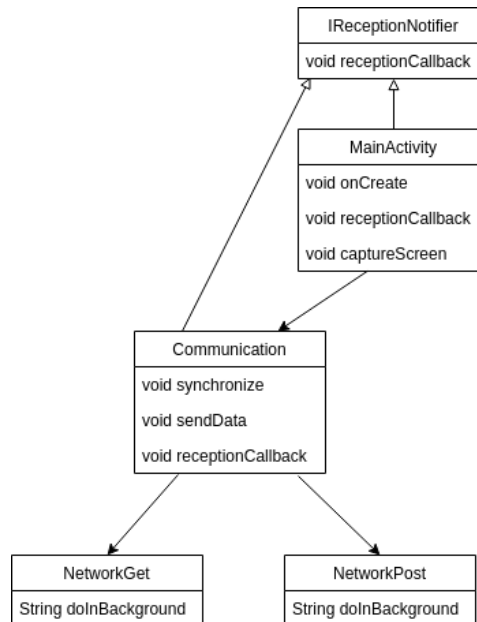 IReceptionNotifier
void receptionCallback
MainActivity
void onCreate
void receptionCallback
void captureScreen
Communication
void synchronize
void sendData
void receptionCallback
NetworkGet
String doInBackground
NetworkPost
String doInBackground